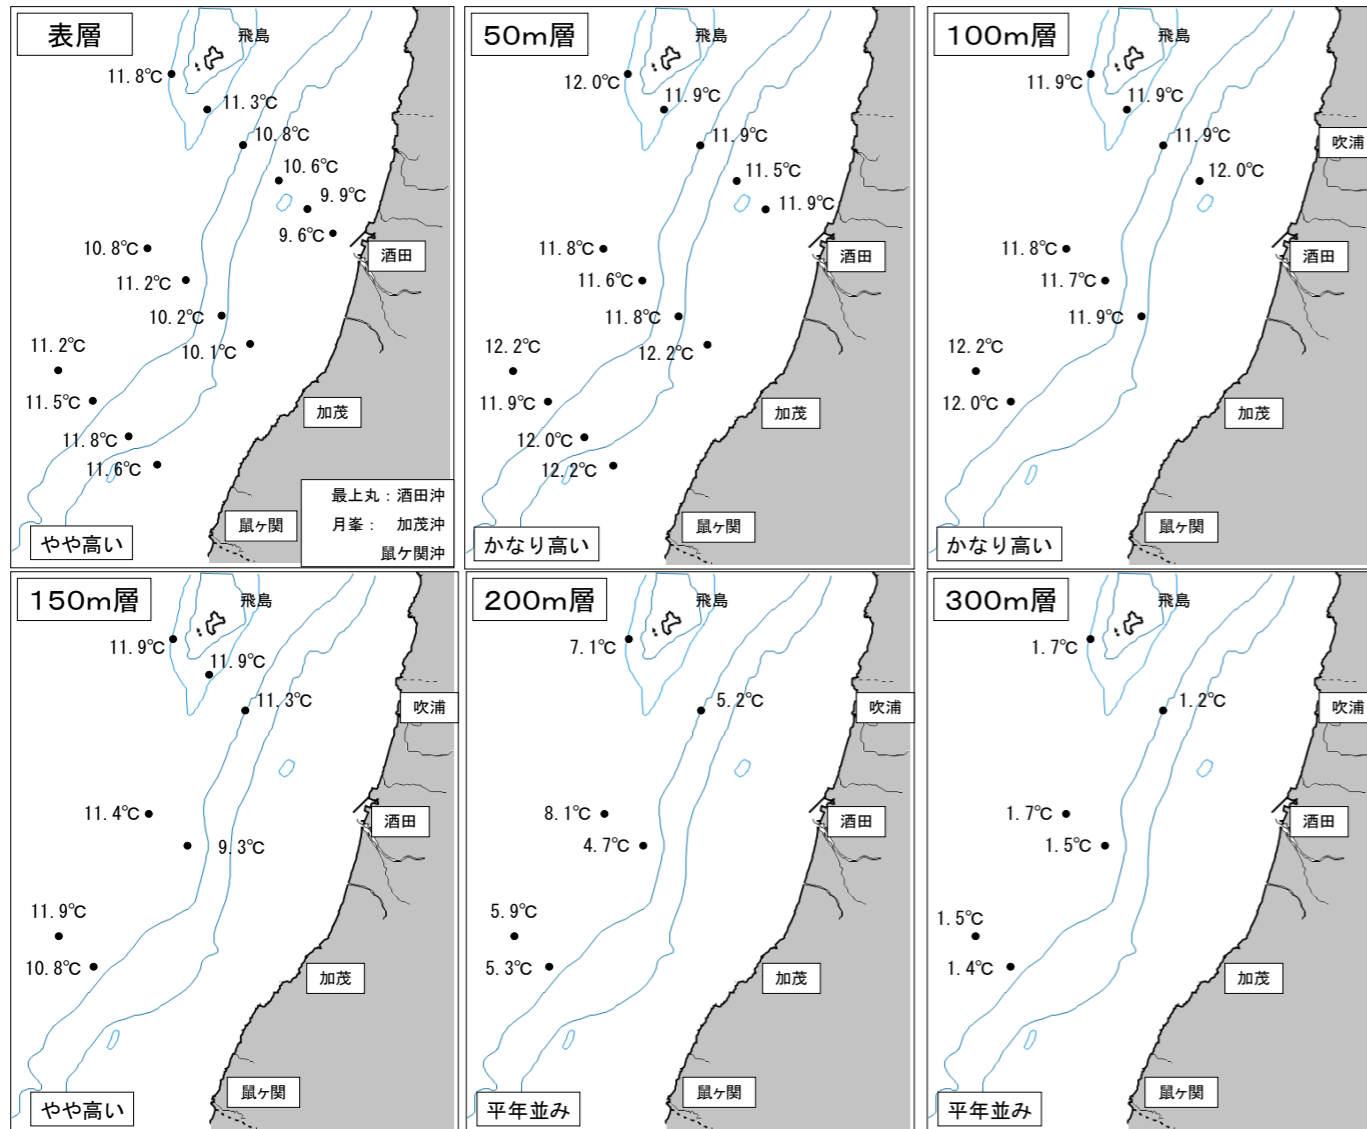 表層
飛島
11.8℃
11.3℃
10.8℃
10.6℃
9.9℃
9.6℃
酒田
10.8℃
11.2℃
10.2℃
10.1℃
11.2℃
11.5℃
加茂
11.8℃
11.6℃
最上丸：酒田沖
月峯： 加茂沖
鼠ケ関沖
鼠ヶ関
やや高い
50m層
飛島
12.0℃
11.9℃
11.9℃
11.5℃
11.9℃
酒田
11.8℃
11.6℃
11.8℃
12.2℃
12.2℃
11.9℃
加茂
12.0℃
12.2℃
鼠ヶ関
かなり高い
100m層
飛島
11.9℃
11.9℃
11.9℃
吹浦
12.0℃
11.8℃
酒田
11.7℃
11.9℃
12.2℃
12.0℃
加茂
鼠ヶ関
かなり高い
150m層
飛島
11.9℃
11.9℃
11.3℃
吹浦
11.4℃
酒田
9.3℃
11.9℃
10.8℃
加茂
鼠ヶ関
やや高い
200m層
飛島
7.1℃
5.2℃
吹浦
8.1℃
酒田
4.7℃
5.9℃
5.3℃
加茂
鼠ヶ関
平年並み
300m層
飛島
1.7℃
1.2℃
吹浦
1.7℃
酒田
1.5℃
1.5℃
1.4℃
加茂
鼠ヶ関
平年並み